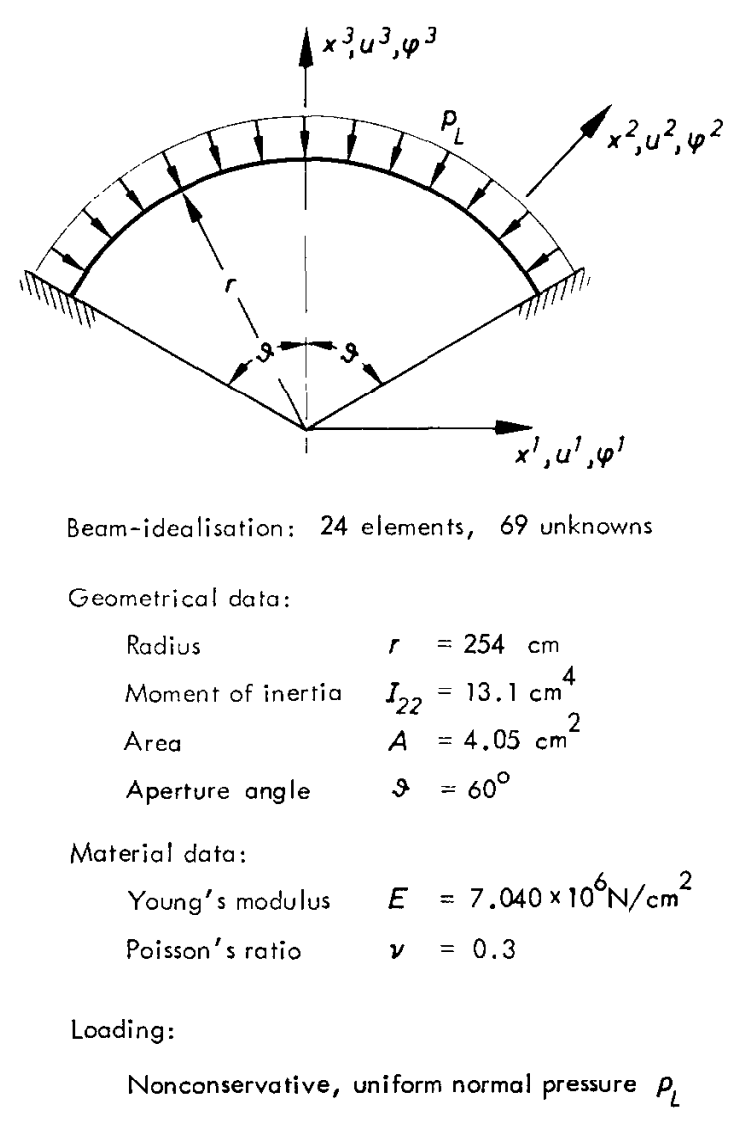 x³,u³,φ³
p_L
x²,u²,φ²
r
ϑ ϑ
x¹,u¹,φ¹
Beam-idealisation: 24 elements, 69 unknowns
Geometrical data:
Radius r = 254 cm
Moment of inertia I₂₂ = 13.1 cm⁴
Area A = 4.05 cm²
Aperture angle ϑ = 60°
Material data:
Young's modulus E = 7.040 × 10⁶N/cm²
Poisson's ratio ν = 0.3
Loading:
Nonconservative, uniform normal pressure p_L